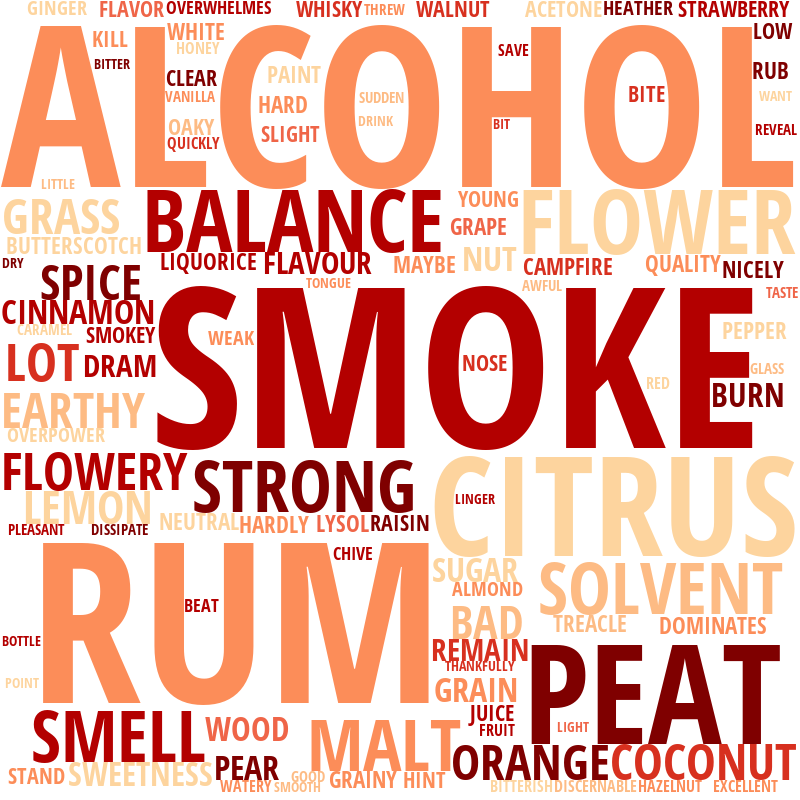 GINGER FLAVOR OVERWHELMES WHISKY THREW WALNUT ACETONE HEATHER STRAWBERRY
KILL WHITE LOW
HONEY SAVE
BITTER CLEAR PAINT RUB
VANILLA HARD SUDDEN BITE WANT
OAKY SLIGHT DRINK BIT REVEAL
QUICKLY
ALCOHOL
LITTLE
GRASS BALANCE YOUNG FLOWER
BUTTERSCOTCH GRAPE
DRY LIQUORICE FLAVOUR MAYBE NUT CAMPFIRE QUALITY NICELY
SPICE TONGUE AWFUL TASTE
CINNAMON
CARAMEL SMOKEY WEAK PEPPER
LOT DRAM SMOKE NOSE GLASS
RED BURN
EARTHY
OVERPOWER
FLOWERY STRONG CITRUS
LEMON LINGER
PLEASANT DISSIPATE NEUTRAL HARDLY LYSOL RAISIN
CHIVE
SUGAR SOLVENT
ALMOND
RUM BEAT BAD TREACLE DOMINATES
BOTTLE REMAIN
THANKFULLY
POINT GRAIN PEAT
SMELL WOOD MALT JUICE LIGHT
FRUIT
STAND SWEETNESS PEAR ORANGE COCONUT
WATERY SMOOTH GOOD GRAINY HINT BITTERISH DISCERNABLE HAZELNUT EXCELLENT